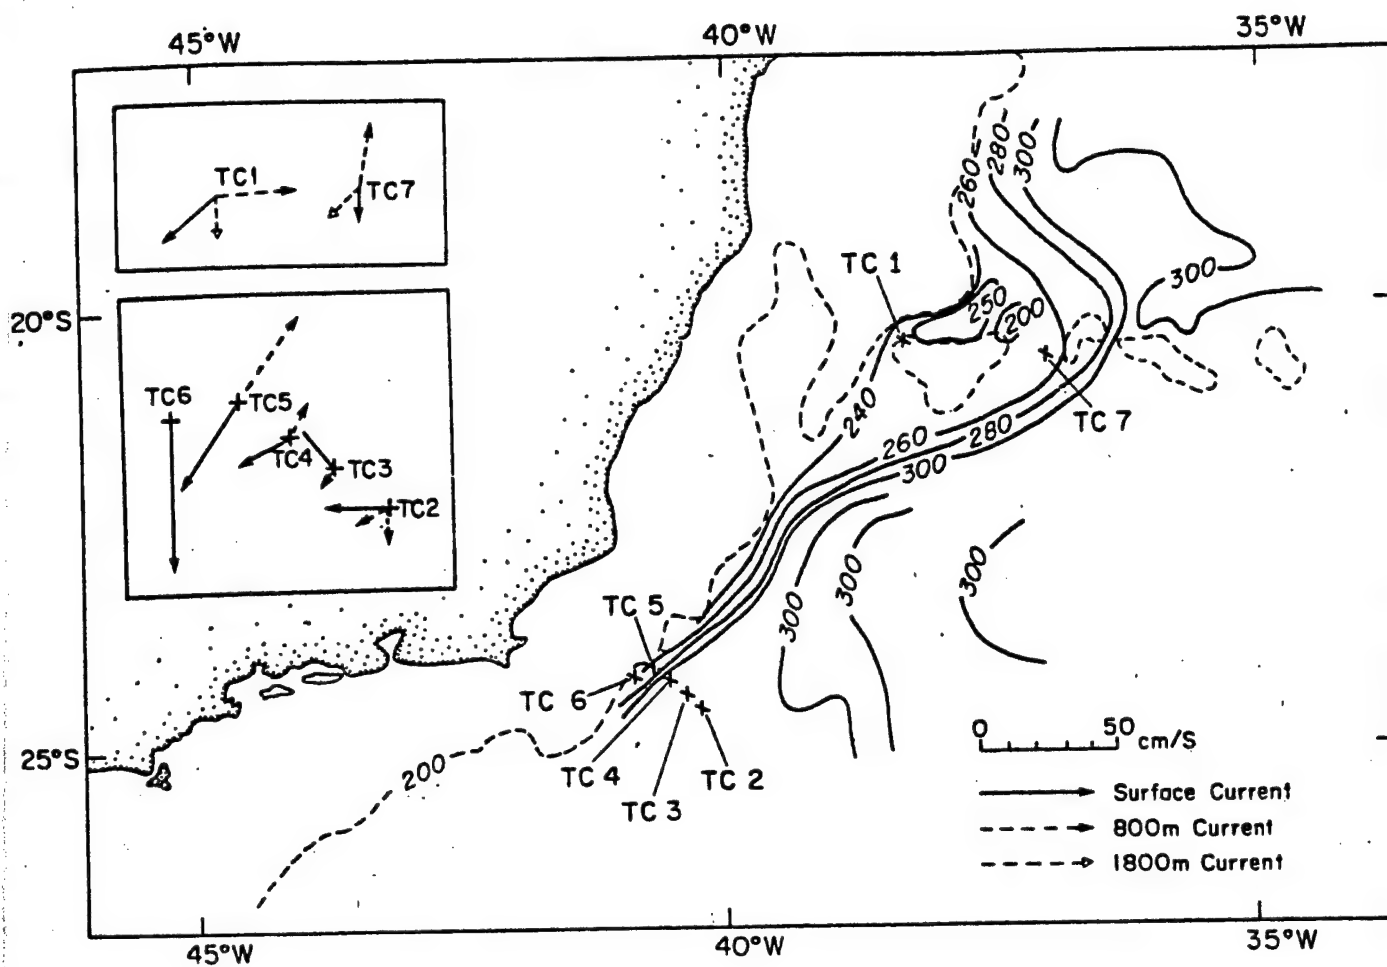 45°W
40°W
35°W
TC1
TC7
20°S
TC6
TC5
TC4
TC3
TC2
260
280
300
300
TC 1
250
200
TC 7
240
260
280
300
300
300
300
TC 5
TC 6
TC 4
TC 3
TC 2
25°S
200
0 50 cm/S
Surface Current
800m Current
1800m Current
45°W
40°W
35°W